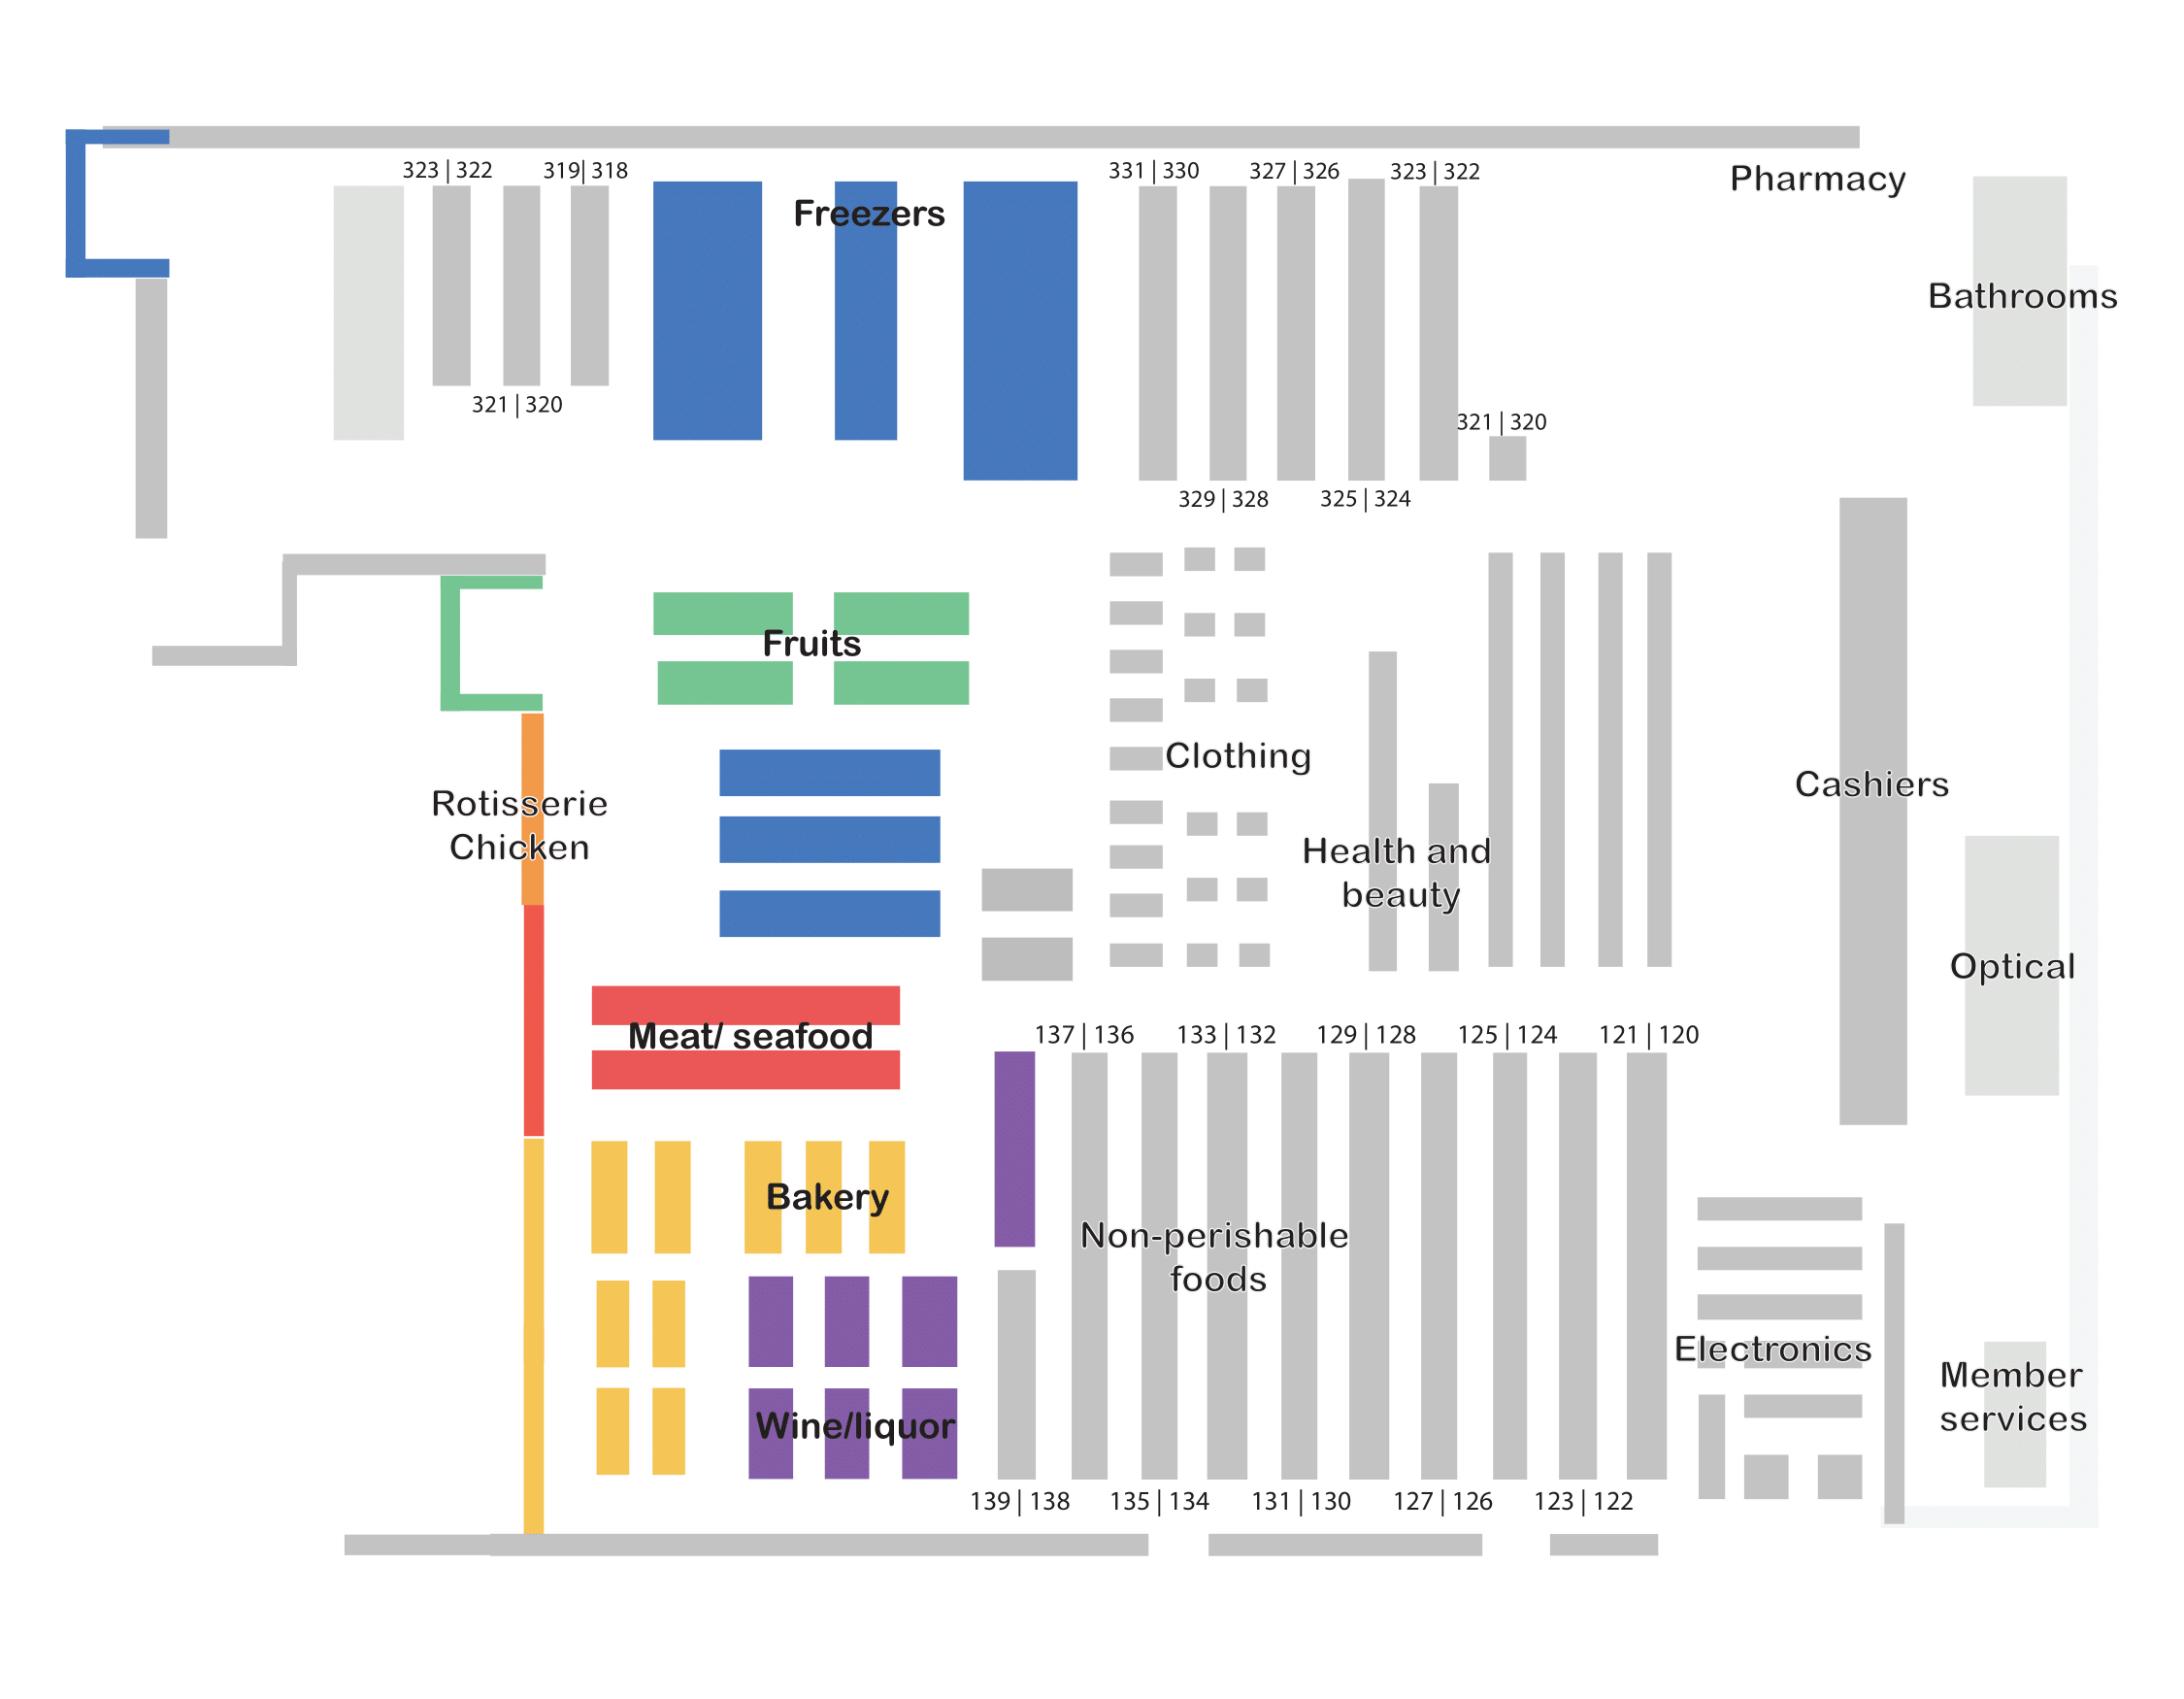 323 | 322
319 | 318
331 | 330
327 | 326
323 | 322
Pharmacy
Freezers
Bathrooms
321 | 320
321 | 320
329 | 328
325 | 324
Fruits
Clothing
Rotisserie
Chicken
Cashiers
Health and
beauty
Optical
Meat/ seafood
137 | 136
133 | 132
129 | 128
125 | 124
121 | 120
Bakery
Non-perishable
foods
Electronics
Member
services
Wine/liquor
139 | 138
135 | 134
131 | 130
127 | 126
123 | 122